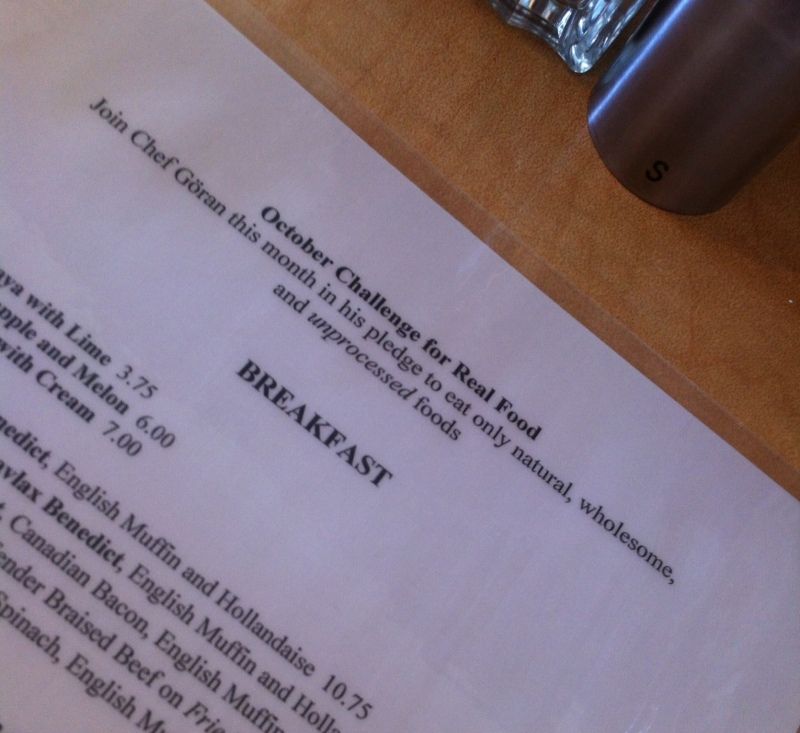 October Challenge for Real Food
Join Chef Göran this month in his pledge to eat only natural, wholesome,
and unprocessed foods
BREAKFAST
with Lime 3.75
and Melon 6.00
with Cream 7.00
English Muffin and Hollandaise 10.75
Benedict, English Muffin and
Canadian Bacon, English Muffin
Braised Beef on
Spinach, English
S